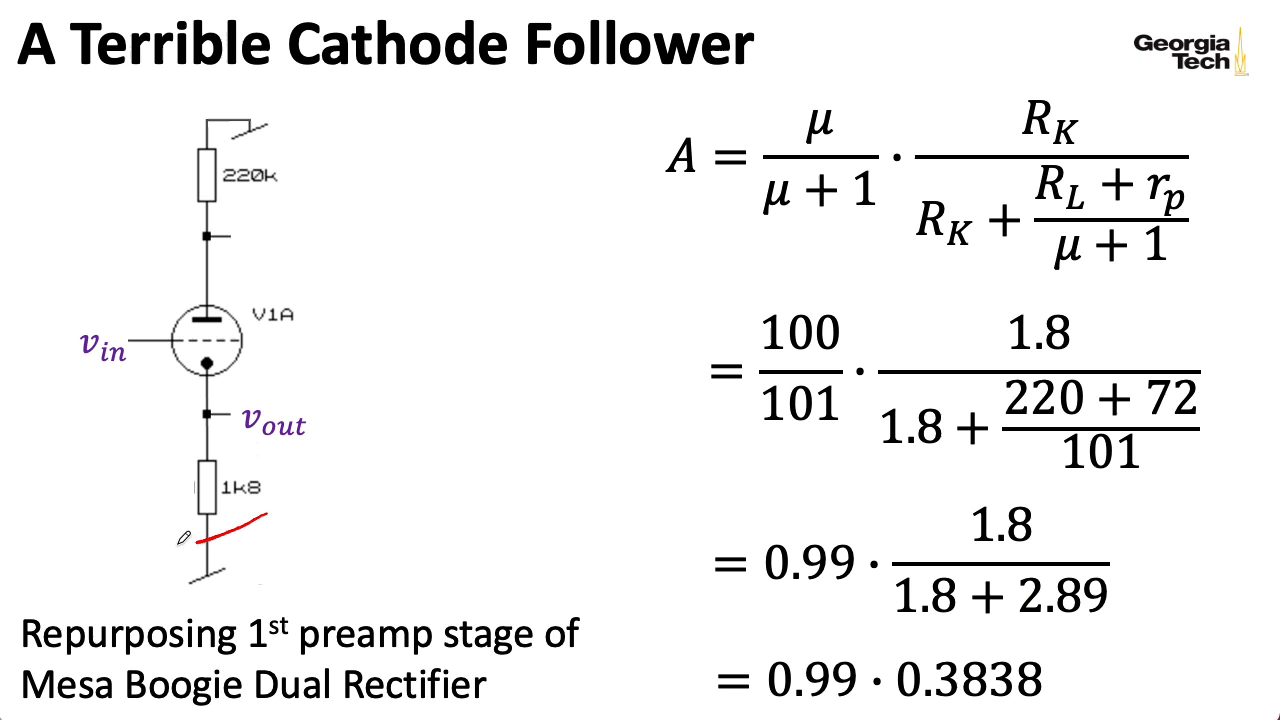 A Terrible Cathode Follower
Georgia
Tech
220k
V1A
v_in
v_out
1k8
Repurposing 1st preamp stage of
Mesa Boogie Dual Rectifier
A = μ/(μ + 1) · R_K/(R_K + (R_L + r_p)/(μ + 1))
= 100/101 · 1.8/(1.8 + (220 + 72)/101)
= 0.99 · 1.8/(1.8 + 2.89)
= 0.99 · 0.3838